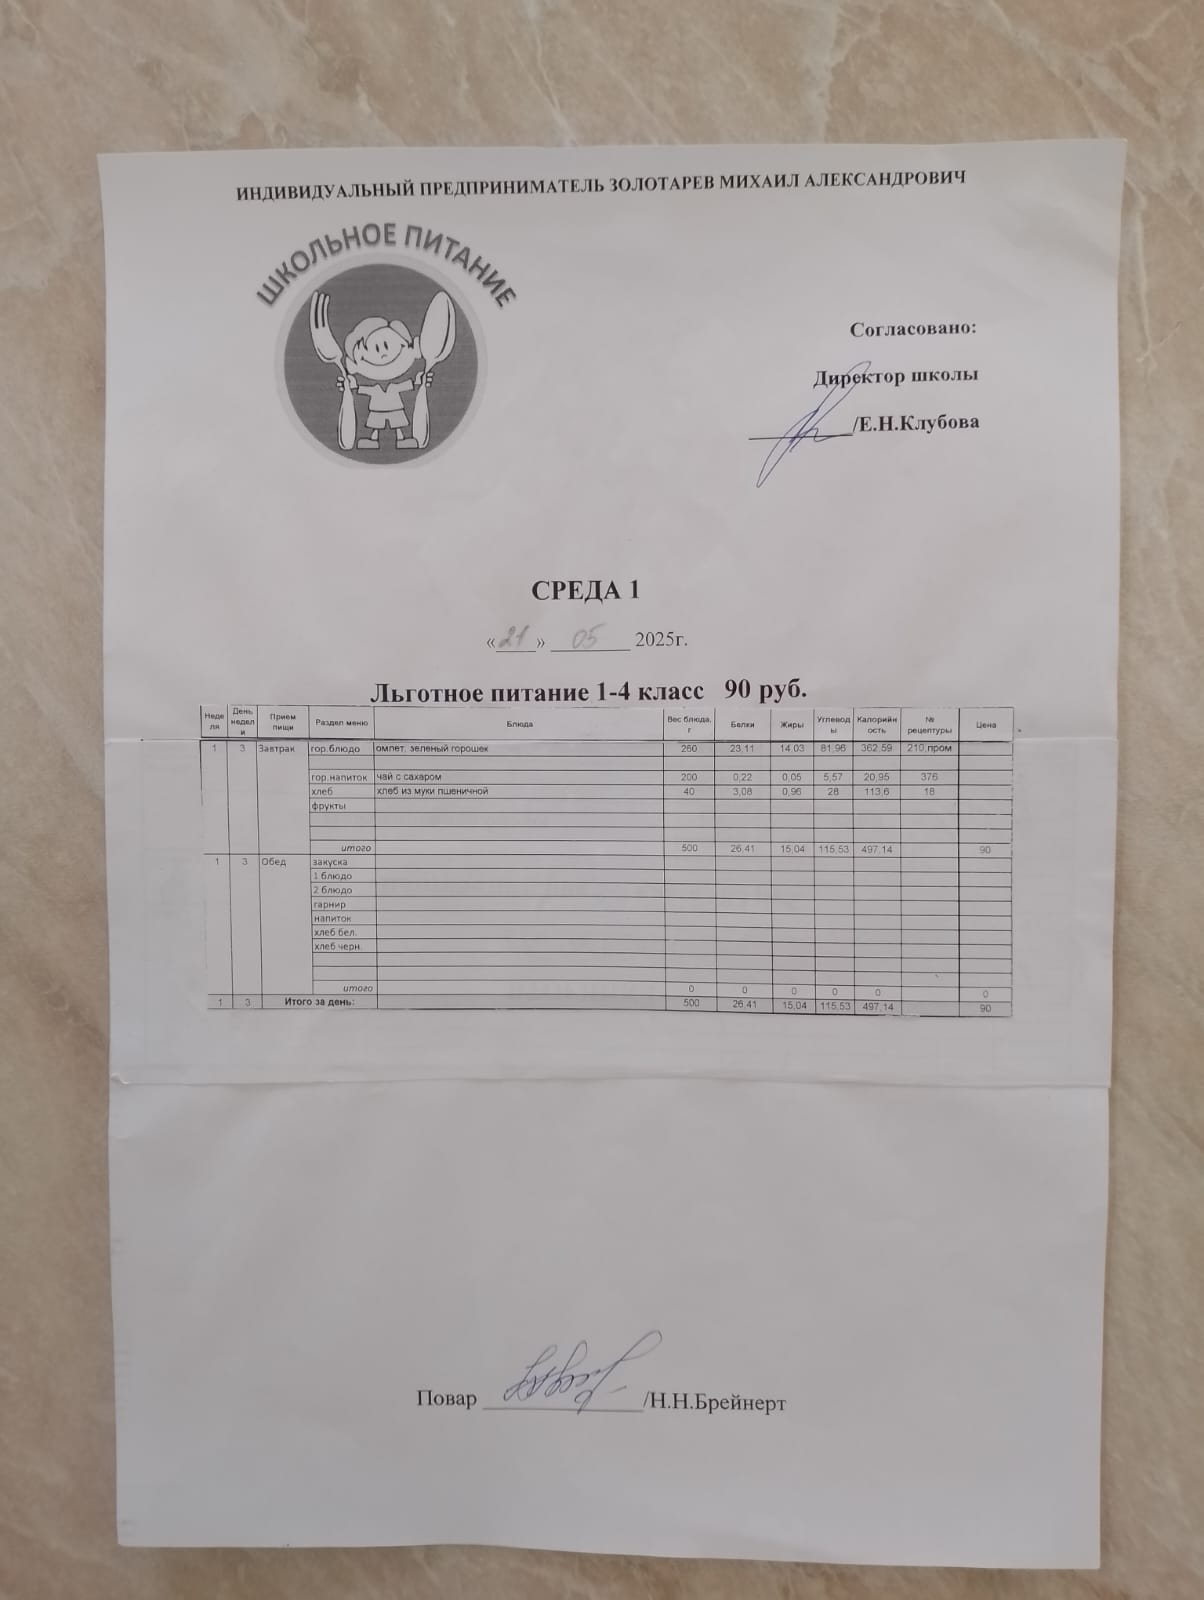 ИНДИВИДУАЛЬНЫЙ ПРЕДПРИНИМАТЕЛЬ ЗОЛОТАРЕВ МИХАИЛ АЛЕКСАНДРОВИЧ
ШКОЛЬНОЕ ПИТАНИЕ
Согласовано:
Директор школы
/Е.Н.Клубова
СРЕДА 1
«21» 05 2025г.
Льготное питание 1-4 класс 90 руб.
Неделя День недели Прием пищи Раздел меню Блюда Вес блюда, г Белки Жиры Углеводы Калорийность № рецептуры Цена
1 3 Завтрак гор.блюдо омлет, зеленый горошек 260 23,11 14,03 81,96 362,59 210,пром
гор.напиток чай с сахаром 200 0,22 0,05 5,57 20,95 376
хлеб хлеб из муки пшеничной 40 3,08 0,96 28 113,6 18
фрукты
итого 500 26,41 15,04 115,53 497,14 90
1 3 Обед закуска
1 блюдо
2 блюдо
гарнир
напиток
хлеб бел.
хлеб черн.
итого 0 0 0 0 0 0
1 3 Итого за день: 500 26,41 15,04 115,53 497,14 90
Повар /Н.Н.Брейнерт